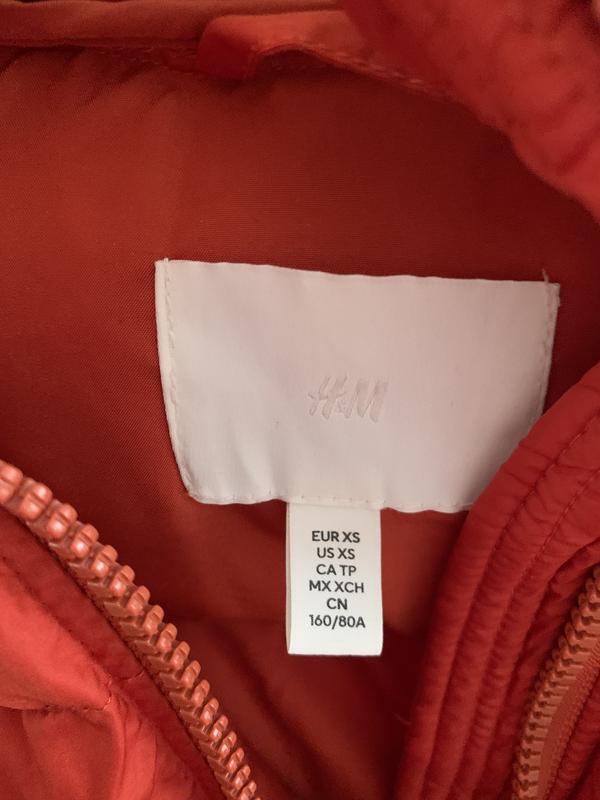 H&M
EUR XS
US XS
CA TP
MX XCH
CN
160/80A